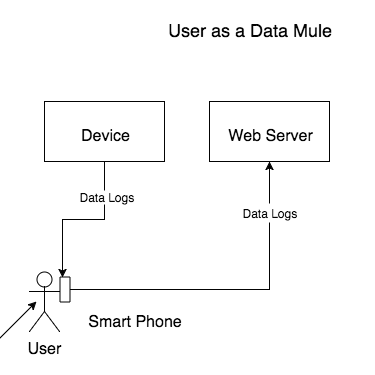 User as a Data Mule
Device
Web Server
Data Logs
Data Logs
Smart Phone
User